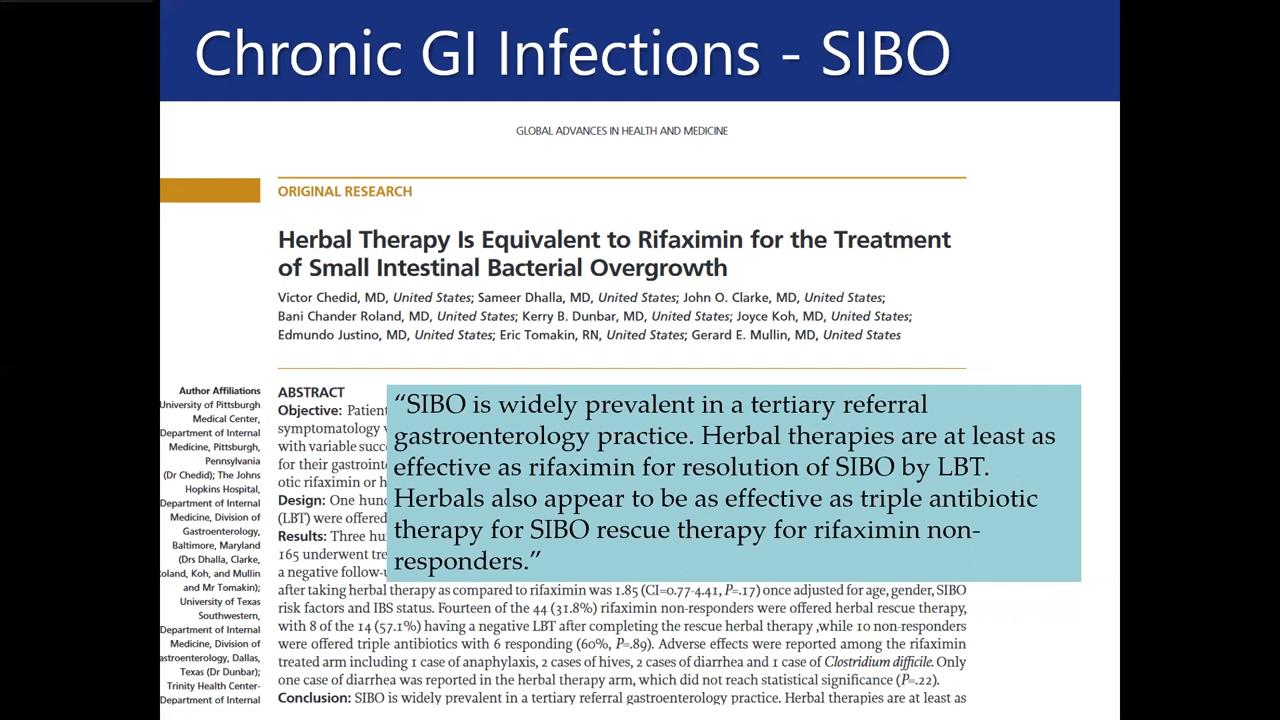 Chronic GI Infections - SIBO
GLOBAL ADVANCES IN HEALTH AND MEDICINE
ORIGINAL RESEARCH
Herbal Therapy Is Equivalent to Rifaximin for the Treatment
of Small Intestinal Bacterial Overgrowth
Victor Chedid, MD, United States; Sameer Dhalla, MD, United States; John O. Clarke, MD, United States;
Bani Chander Roland, MD, United States; Kerry B. Dunbar, MD, United States; Joyce Koh, MD, United States;
Edmundo Justino, MD, United States; Eric Tomakin, RN, United States; Gerard E. Mullin, MD, United States
Author Affiliations
University of Pittsburgh
Medical Center,
Department of Internal
Medicine, Pittsburgh,
Pennsylvania
(Dr Chedid); The Johns
Hopkins Hospital,
Department of Internal
Medicine, Division of
Gastroenterology,
Baltimore, Maryland
(Drs Dhalla, Clarke,
Roland, Koh, and Mullin
and Mr Tomakin);
University of Texas
Southwestern,
Department of Internal
Medicine, Division of
Gastroenterology, Dallas,
Texas (Dr Dunbar);
Trinity Health Center-
Department of Internal
ABSTRACT
Objective:
symptomatology
with variable
for their
otic rifaximin or
Design: One
(LBT) were offered
Results: Three
165 underwent
a negative
“SIBO is widely prevalent in a tertiary referral
gastroenterology practice. Herbal therapies are at least as
effective as rifaximin for resolution of SIBO by LBT.
Herbals also appear to be as effective as triple antibiotic
therapy for SIBO rescue therapy for rifaximin non-
responders.”
after taking herbal therapy as compared to rifaximin was 1.85 (CI=0.77-4.41, P=.17) once adjusted for age, gender, SIBO
risk factors and IBS status. Fourteen of the 44 (31.8%) rifaximin non-responders were offered herbal rescue therapy,
with 8 of the 14 (57.1%) having a negative LBT after completing the rescue herbal therapy ,while 10 non-responders
were offered triple antibiotics with 6 responding (60%, P=.89). Adverse effects were reported among the rifaximin
treated arm including 1 case of anaphylaxis, 2 cases of hives, 2 cases of diarrhea and 1 case of Clostridium difficile. Only
one case of diarrhea was reported in the herbal therapy arm, which did not reach statistical significance (P=.22).
Conclusion: SIBO is widely prevalent in a tertiary referral gastroenterology practice. Herbal therapies are at least as